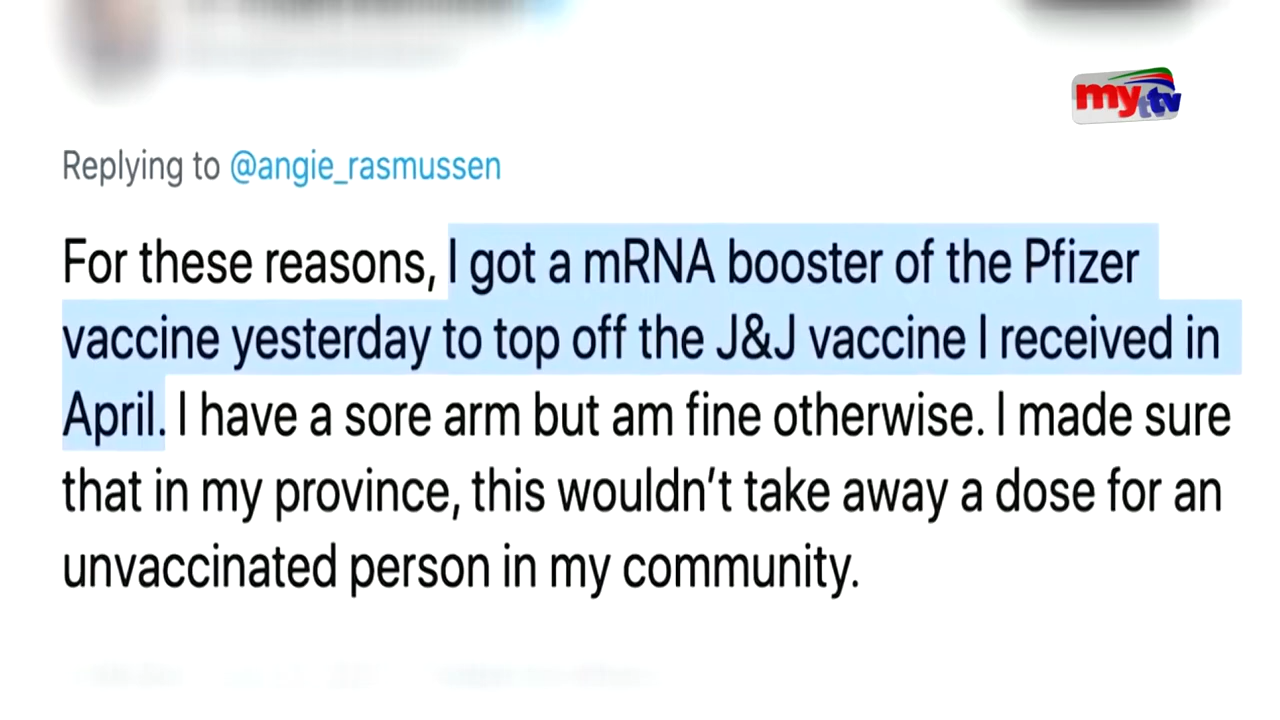 mytv
Replying to @angie_rasmussen
For these reasons, I got a mRNA booster of the Pfizer
vaccine yesterday to top off the J&J vaccine I received in
April. I have a sore arm but am fine otherwise. I made sure
that in my province, this wouldn't take away a dose for an
unvaccinated person in my community.